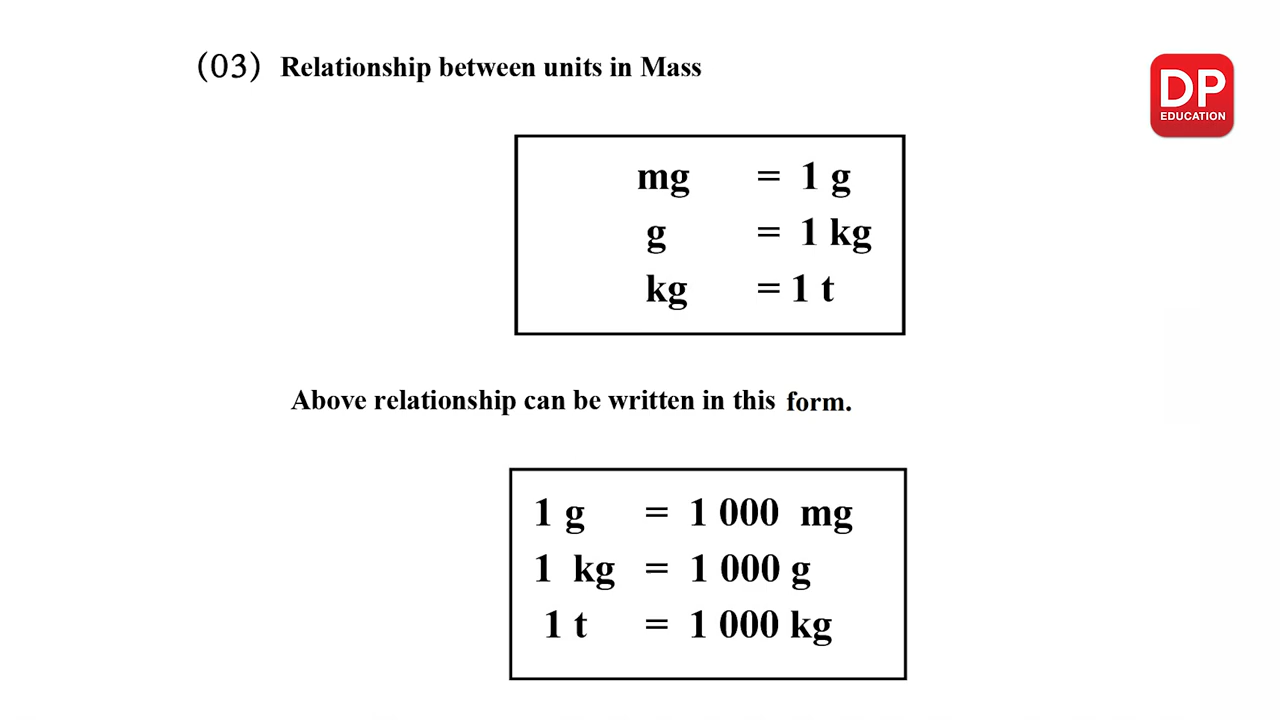 (03) Relationship between units in Mass
DP
EDUCATION
mg = 1 g
g = 1 kg
kg = 1 t
Above relationship can be written in this form.
1 g = 1 000 mg
1 kg = 1 000 g
1 t = 1 000 kg